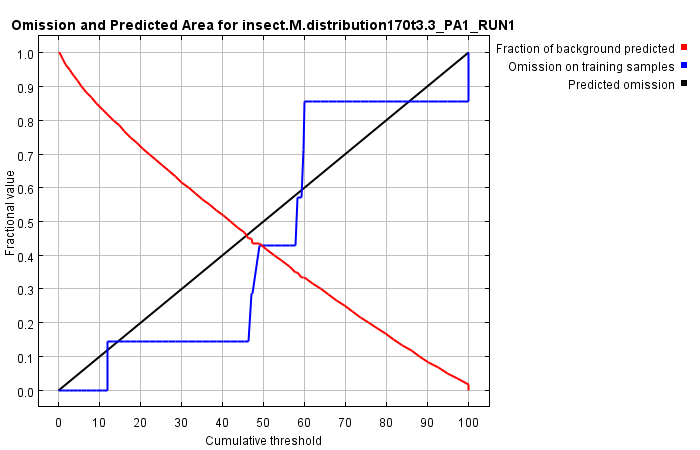 Omission and Predicted Area for insect.M.distribution170t3.3_PA1_RUN1
Fraction of background predicted
Omission on training samples
Predicted omission
Fractional value
1.0
0.9
0.8
0.7
0.6
0.5
0.4
0.3
0.2
0.1
0.0
0 10 20 30 40 50 60 70 80 90 100
Cumulative threshold